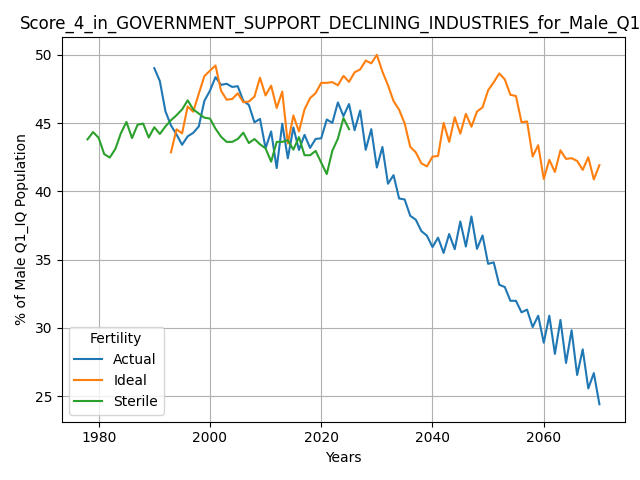 Score_4_in_GOVERNMENT_SUPPORT_DECLINING_INDUSTRIES_for_Male_Q1
% of Male Q1_IQ Population
50
45
40
35
30
25
Fertility
Actual
Ideal
Sterile
1980
2000
2020
2040
2060
Years